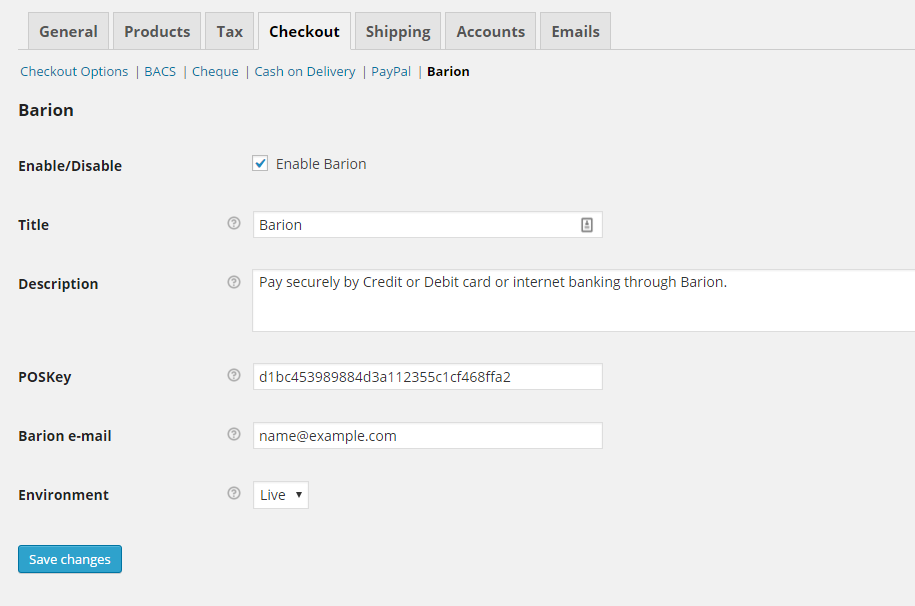 General Products Tax Checkout Shipping Accounts Emails
Checkout Options | BACS | Cheque | Cash on Delivery | PayPal | Barion
Barion
Enable/Disable Enable Barion
Title ? Barion
Description ? Pay securely by Credit or Debit card or internet banking through Barion.
POSKey ? d1bc453989884d3a112355c1cf468ffa2
Barion e-mail ? name@example.com
Environment ? Live
Save changes